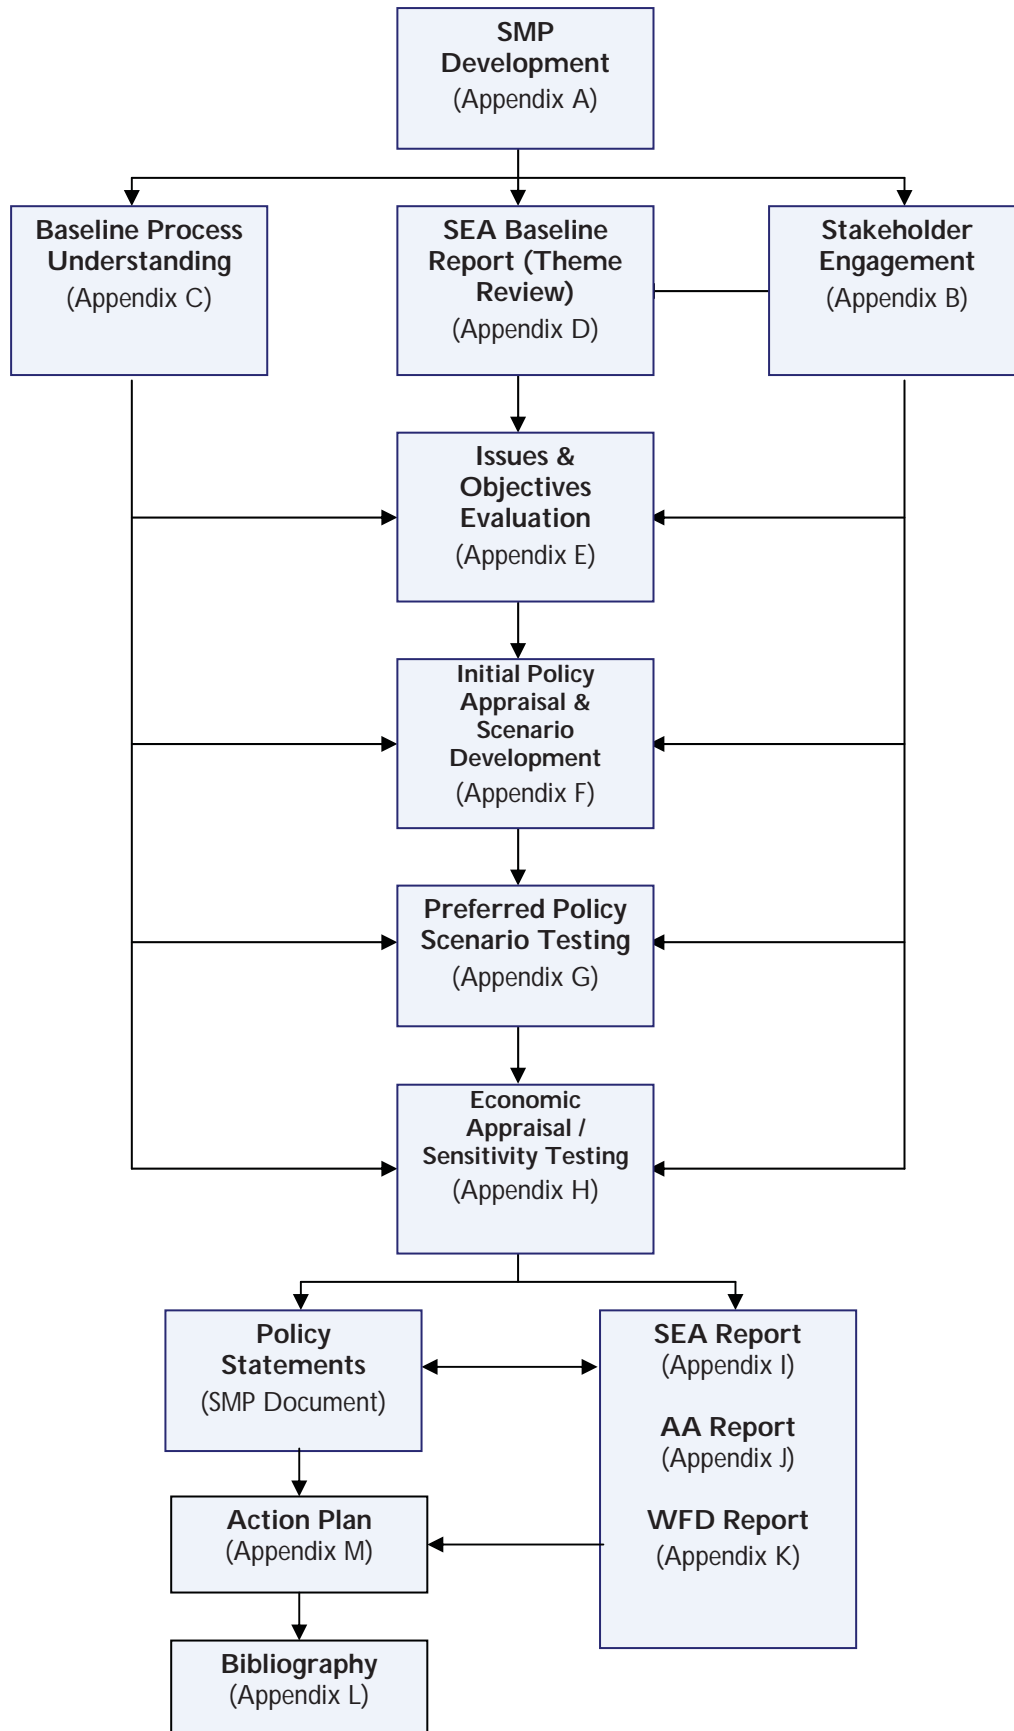 SMP
Development
(Appendix A)
Baseline Process
Understanding
(Appendix C)
SEA Baseline
Report (Theme
Review)
(Appendix D)
Stakeholder
Engagement
(Appendix B)
Issues &
Objectives
Evaluation
(Appendix E)
Initial Policy
Appraisal &
Scenario
Development
(Appendix F)
Preferred Policy
Scenario Testing
(Appendix G)
Economic
Appraisal /
Sensitivity Testing
(Appendix H)
Policy
Statements
(SMP Document)
SEA Report
(Appendix I)
AA Report
(Appendix J)
WFD Report
(Appendix K)
Action Plan
(Appendix M)
Bibliography
(Appendix L)